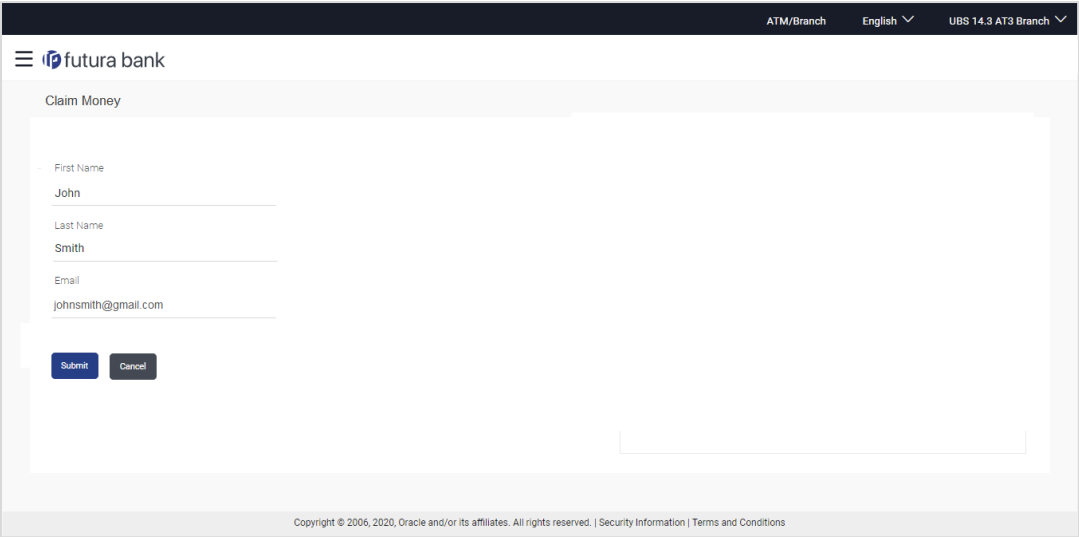 ATM/Branch English UBS 14.3 AT3 Branch
futura bank
Claim Money
First Name
John
Last Name
Smith
Email
johnsmith@gmail.com
Submit Cancel
Copyright © 2006, 2020, Oracle and/or its affiliates. All rights reserved. | Security Information | Terms and Conditions